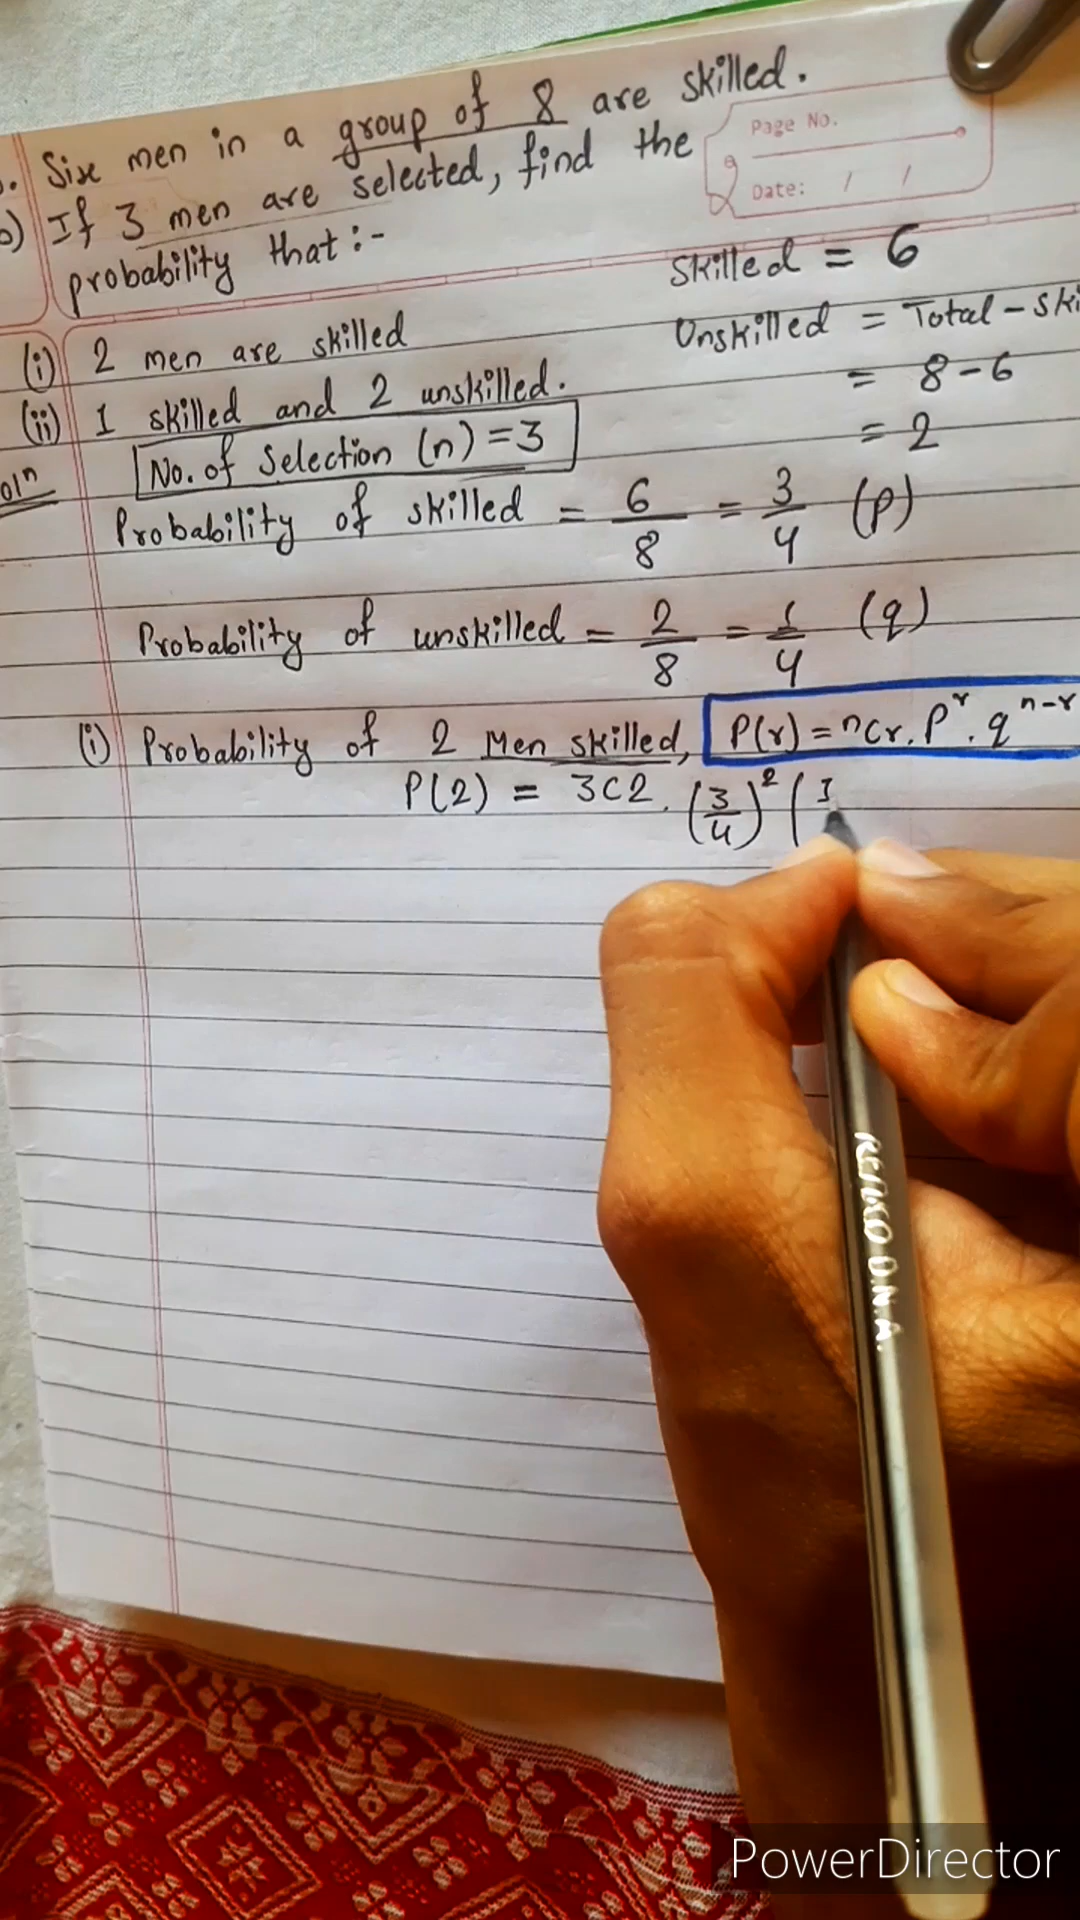 Six men in a group of 8 are skilled.
b) If 3 men are selected, find the
probability that :-
Page No.
Date: / /
(i) 2 men are skilled
(ii) 1 skilled and 2 unskilled.
Skilled = 6
Unskilled = Total - Ski
= 8 - 6
= 2
No. of Selection (n) = 3
Probability of skilled = 6/8 = 3/4 (p)
Probability of unskilled = 2/8 = 1/4 (q)
(i) Probability of 2 Men skilled, P(r) = nCr. P^r . q^n-r
P(2) = 3C2. (3/4)^2 (1
REYNOLDS D.N.A.
PowerDirector